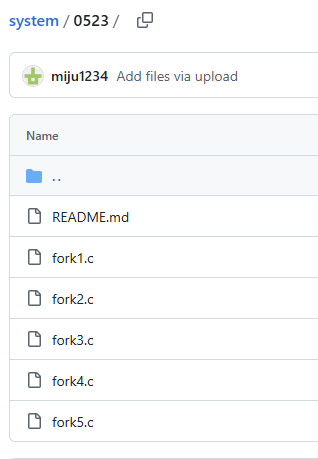 system / 0523 /
miju1234 Add files via upload
Name
..
README.md
fork1.c
fork2.c
fork3.c
fork4.c
fork5.c